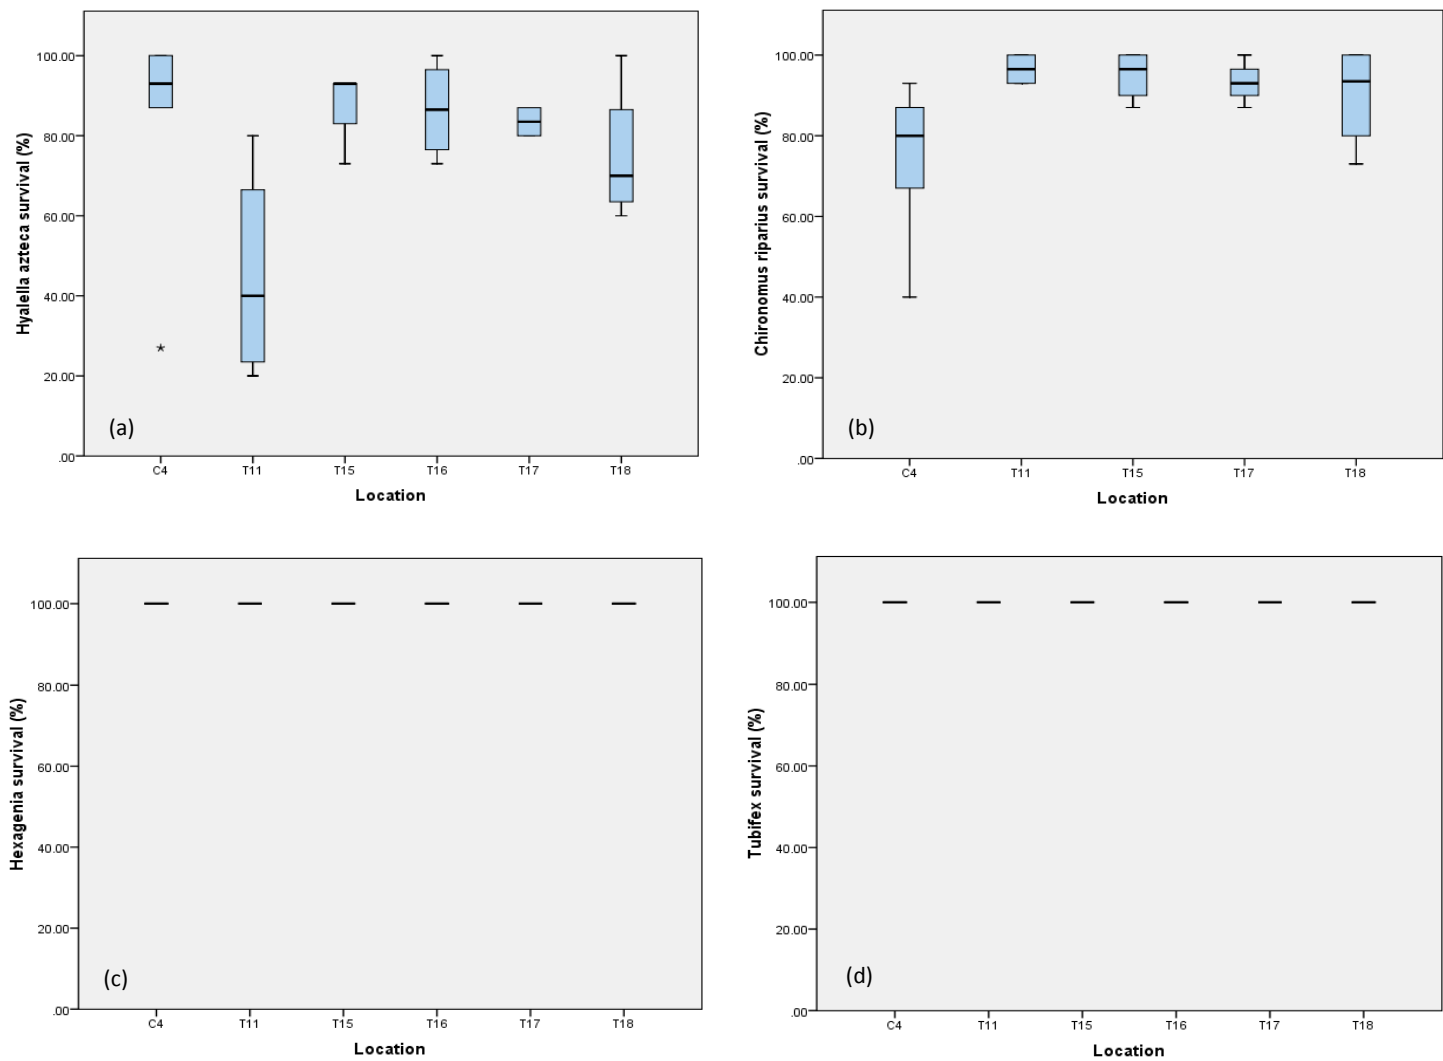 100.00
80.00
60.00
40.00
20.00
.00
Hyalella azteca survival (%)
*
(a)
C4 T11 T15 T16 T17 T18
Location
100.00
80.00
60.00
40.00
20.00
.00
Chironomus riparius survival (%)
(b)
C4 T11 T15 T17 T18
Location
100.00
80.00
60.00
40.00
20.00
.00
Hexagenia survival (%)
(c)
C4 T11 T15 T16 T17 T18
Location
100.00
80.00
60.00
40.00
20.00
.00
Tubifex survival (%)
(d)
C4 T11 T15 T16 T17 T18
Location